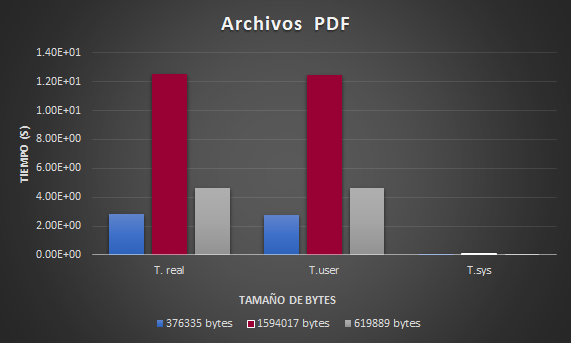 Archivos PDF
1.40E+01
1.20E+01
1.00E+01
8.00E+00
6.00E+00
4.00E+00
2.00E+00
0.00E+00
TIEMPO (S)
T. real
T.user
T.sys
TAMAÑO DE BYTES
376335 bytes
1594017 bytes
619889 bytes